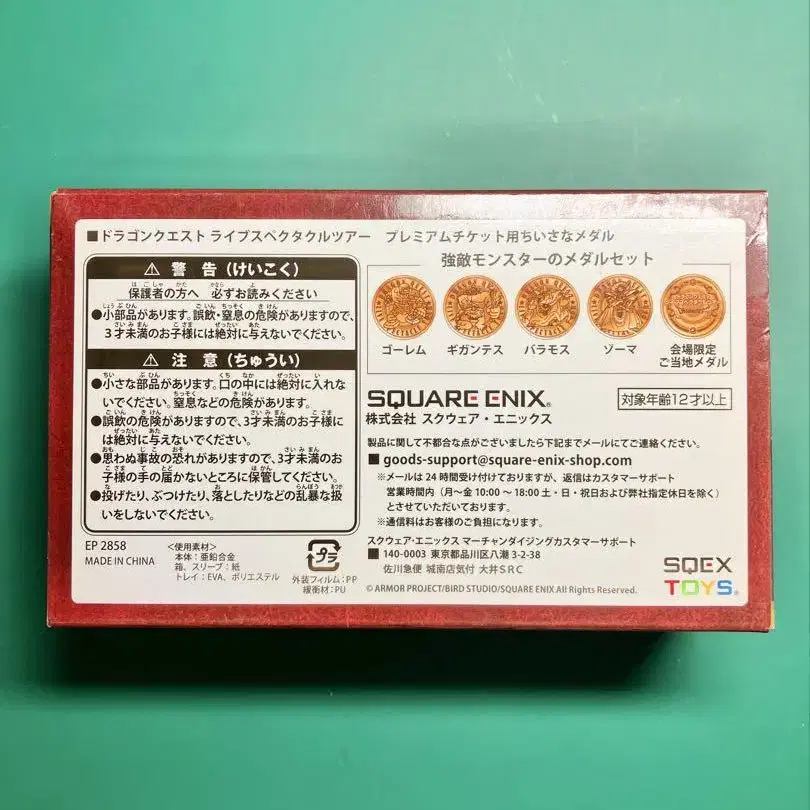 ■ドラゴンクエスト ライブスペクタクルツアー　プレミアムチケット用ちいさなメダル
⚠ 警 告（けいこく）
保護者の方へ　必ずお読みください
●小部品があります。誤飲・窒息の危険がありますので、
３才未満のお子様には絶対に与えないでください。
⚠ 注 意（ちゅうい）
●小さな部品があります。口の中には絶対に入れな
いでください。窒息などの危険があります。
●誤飲の危険がありますので、３才未満のお子様に
は絶対に与えないでください。
●思わぬ事故の恐れがありますので、３才未満のお
子様の手の届かないところに保管してください。
●投げたり、ぶつけたり、落としたりなどの乱暴な扱
いをしないでください。
EP 2858
MADE IN CHINA
＜使用素材＞
本体：亜鉛合金
箱、スリーブ：紙
トレイ：EVA、ポリエステル
プラ
外装フィルム：PP
緩衝材：PU
強敵モンスターのメダルセット
ゴーレム
ギガンテス
バラモス
ゾーマ
会場限定
ご当地メダル
SQUARE ENIX®
株式会社 スクウェア・エニックス
対象年齢12才以上
製品に関して不都合な点がございましたら下記までメールにてご連絡ください。
■ goods-support@square-enix-shop.com
※メールは 24 時間受け付けておりますが、返信はカスタマーサポート
営業時間内（月〜金 10:00 〜 18:00 土・日・祝日および弊社指定休日を除く）
とさせていただいております。
※通信料はお客様のご負担になります。
スクウェア・エニックス マーチャンダイジングカスタマーサポート
■ 140-0003 東京都品川区八潮 3-2-38
佐川急便 城南店気付 大井ＳＲＣ
© ARMOR PROJECT/BIRD STUDIO/SQUARE ENIX All Rights Reserved.
SQEX
TOYS®